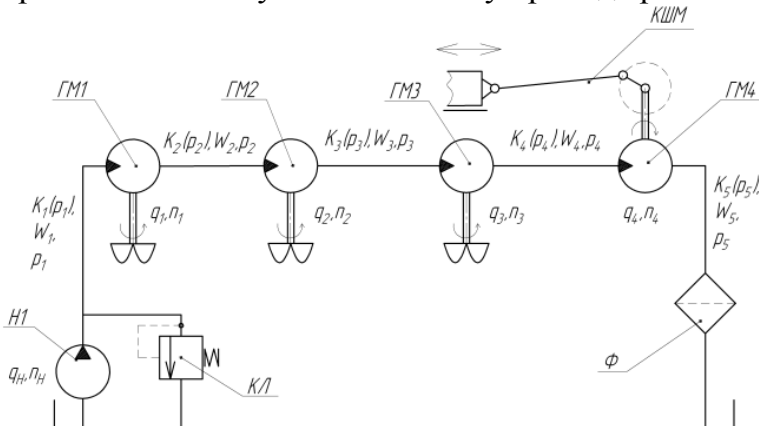 КШМ
ГМ1
ГМ2
ГМ3
ГМ4
K₂(p₂),W₂,p₂
K₃(p₃),W₃,p₃
K₄(p₄),W₄,p₄
K₁(p₁),
W₁,
p₁
K₅(p₅),
W₅,
p₅
q₁,n₁
q₂,n₂
q₃,n₃
q₄,n₄
Н1
qН,nН
КЛ
Ф